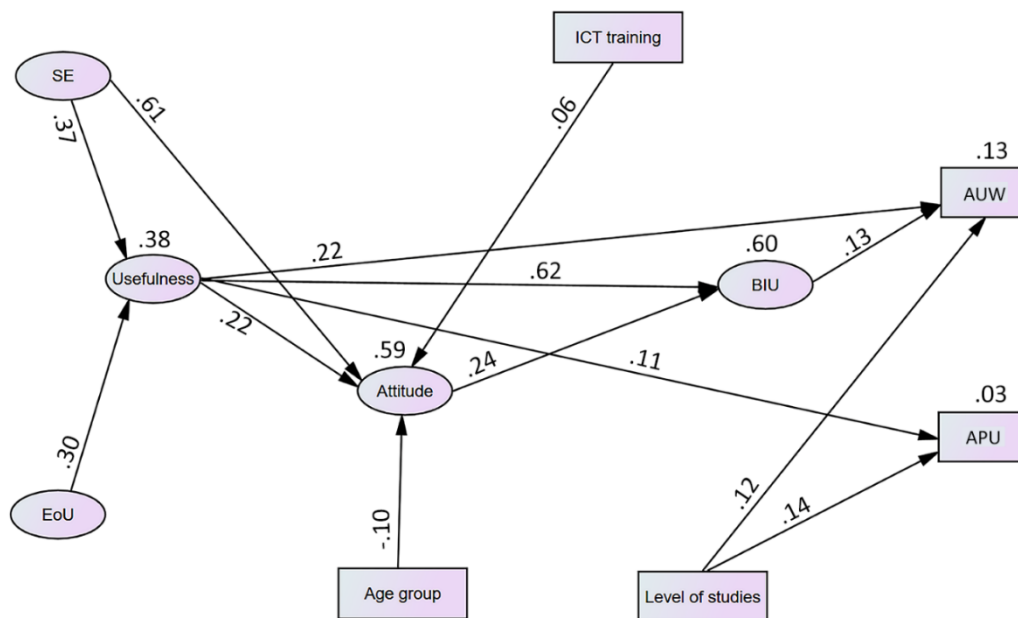 ICT training
SE
.61
.37
.06
.13
AUW
.38
Usefulness
.22
.62
.60
BIU
.13
.22
.59
Attitude
.24
.11
.03
APU
.30
EoU
-.10
.12
.14
Age group
Level of studies